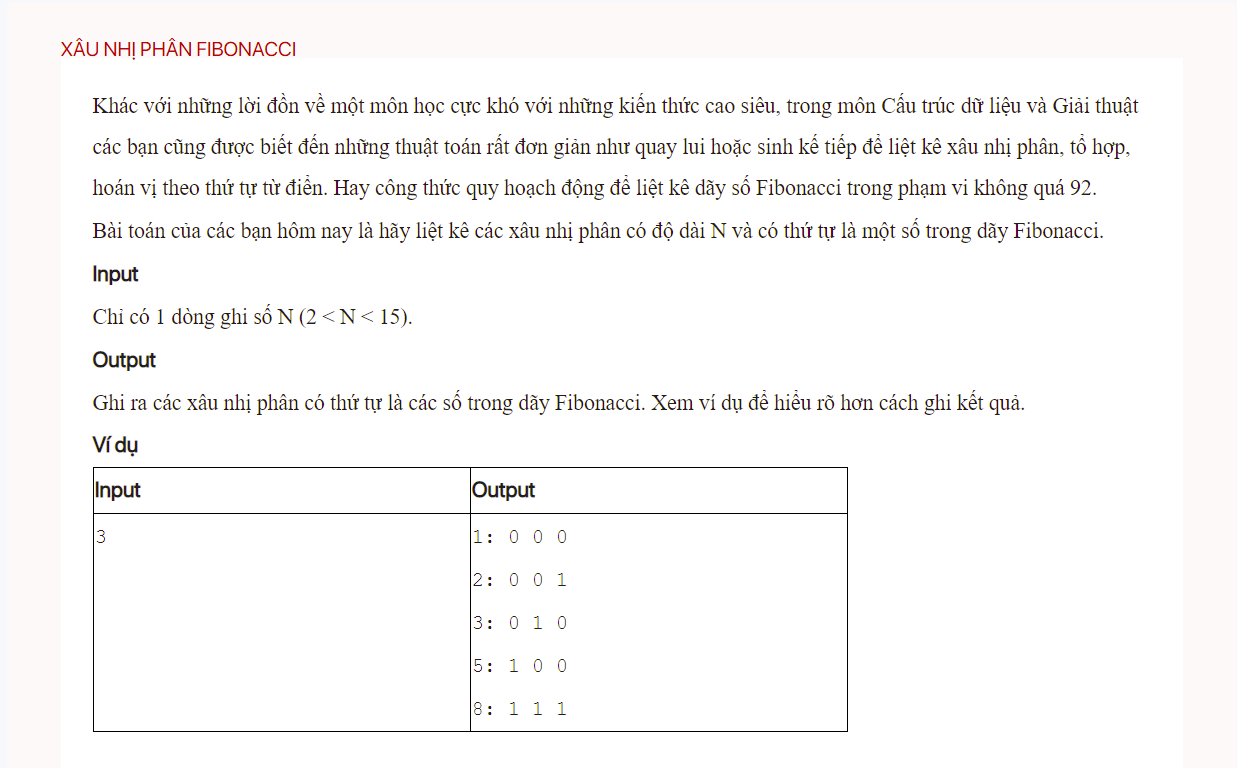 XÂU NHỊ PHÂN FIBONACCI
Khác với những lời đồn về một môn học cực khó với những kiến thức cao siêu, trong môn Cấu trúc dữ liệu và Giải thuật
các bạn cũng được biết đến những thuật toán rất đơn giản như quay lui hoặc sinh kế tiếp để liệt kê xâu nhị phân, tổ hợp,
hoán vị theo thứ tự từ điển. Hay công thức quy hoạch động để liệt kê dãy số Fibonacci trong phạm vi không quá 92.
Bài toán của các bạn hôm nay là hãy liệt kê các xâu nhị phân có độ dài N và có thứ tự là một số trong dãy Fibonacci.
Input
Chỉ có 1 dòng ghi số N (2 < N < 15).
Output
Ghi ra các xâu nhị phân có thứ tự là các số trong dãy Fibonacci. Xem ví dụ để hiểu rõ hơn cách ghi kết quả.
Ví dụ
Input Output
3 1: 0 0 0
2: 0 0 1
3: 0 1 0
5: 1 0 0
8: 1 1 1